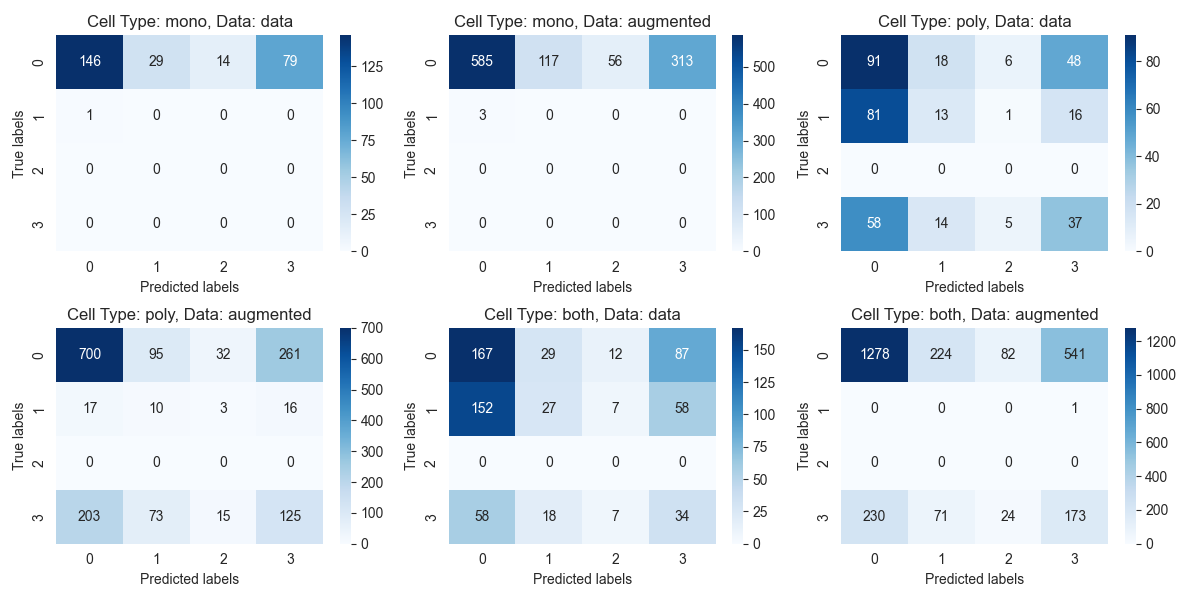 Cell Type: mono, Data: data
True labels
0 146 29 14 79
1 1 0 0 0
2 0 0 0 0
3 0 0 0 0
0 1 2 3
Predicted labels
125
100
75
50
25
0
Cell Type: mono, Data: augmented
True labels
0 585 117 56 313
1 3 0 0 0
2 0 0 0 0
3 0 0 0 0
0 1 2 3
Predicted labels
500
400
300
200
100
0
Cell Type: poly, Data: data
True labels
0 91 18 6 48
1 81 13 1 16
2 0 0 0 0
3 58 14 5 37
0 1 2 3
Predicted labels
80
60
40
20
0
Cell Type: poly, Data: augmented
True labels
0 700 95 32 261
1 17 10 3 16
2 0 0 0 0
3 203 73 15 125
0 1 2 3
Predicted labels
700
600
500
400
300
200
100
0
Cell Type: both, Data: data
True labels
0 167 29 12 87
1 152 27 7 58
2 0 0 0 0
3 58 18 7 34
0 1 2 3
Predicted labels
150
125
100
75
50
25
0
Cell Type: both, Data: augmented
True labels
0 1278 224 82 541
1 0 0 0 1
2 0 0 0 0
3 230 71 24 173
0 1 2 3
Predicted labels
1200
1000
800
600
400
200
0